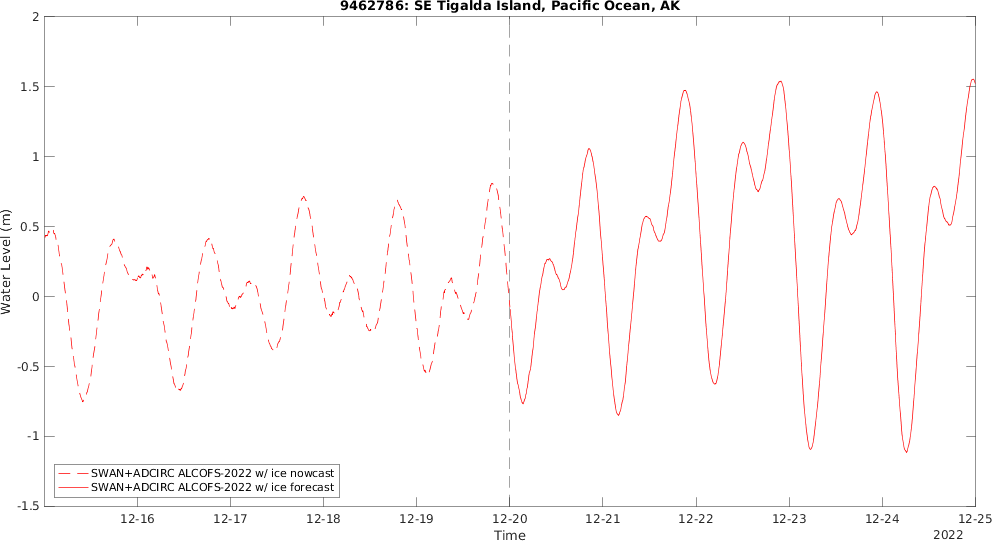 9462786: SE Tigalda Island, Pacific Ocean, AK
Water Level (m)
2
1.5
1
0.5
0
-0.5
-1
-1.5
SWAN+ADCIRC ALCOFS-2022 w/ ice nowcast
SWAN+ADCIRC ALCOFS-2022 w/ ice forecast
12-16 12-17 12-18 12-19 12-20 12-21 12-22 12-23 12-24 12-25
Time
2022